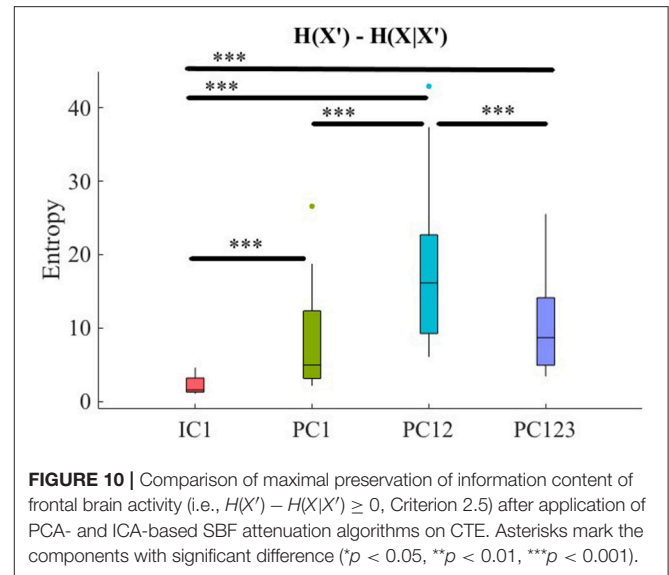 H(X') - H(X|X')
***
***
*** ***
***
Entropy
40
30
20
10
0
IC1 PC1 PC12 PC123
FIGURE 10 | Comparison of maximal preservation of information content of
frontal brain activity (i.e., H(X′) − H(X|X′) ≥ 0, Criterion 2.5) after application of
PCA- and ICA-based SBF attenuation algorithms on CTE. Asterisks mark the
components with significant difference (*p < 0.05, **p < 0.01, ***p < 0.001).